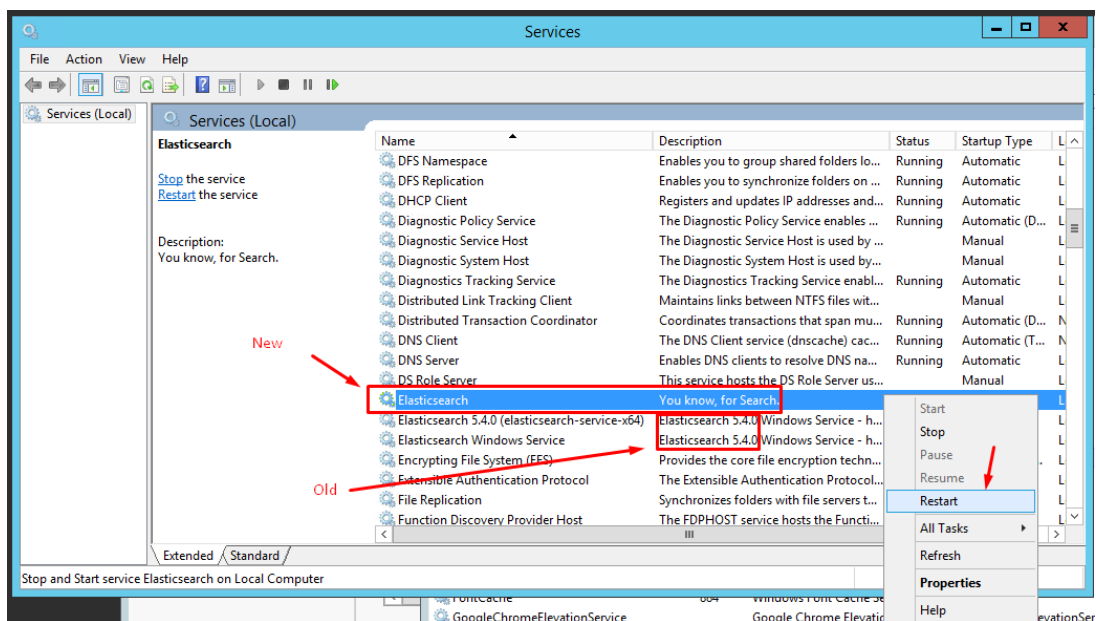 Services
File Action View Help
Services (Local)
Services (Local)
Elasticsearch
Stop the service
Restart the service
Description:
You know, for Search.
Name Description Status Startup Type L
DFS Namespace Enables you to group shared folders lo... Running Automatic L
DFS Replication Enables you to synchronize folders on ... Running Automatic L
DHCP Client Registers and updates IP addresses and... Running Automatic L
Diagnostic Policy Service The Diagnostic Policy Service enables ... Running Automatic (D... L
Diagnostic Service Host The Diagnostic Service Host is used by ... Manual L
Diagnostic System Host The Diagnostic System Host is used by... Manual L
Diagnostics Tracking Service The Diagnostics Tracking Service enabl... Running Automatic L
Distributed Link Tracking Client Maintains links between NTFS files wit... Manual L
Distributed Transaction Coordinator Coordinates transactions that span mu... Running Automatic (D... N
New
DNS Client The DNS Client service (dnscache) cac... Running Automatic (T... N
DNS Server Enables DNS clients to resolve DNS na... Running Automatic L
DS Role Server This service hosts the DS Role Server us... Manual L
Elasticsearch You know, for Search. L
Elasticsearch 5.4.0 (elasticsearch-service-x64) Elasticsearch 5.4.0 Windows Service - h... L
Elasticsearch Windows Service Elasticsearch 5.4.0 Windows Service - h... L
Encrypting File System (EFS) Provides the core file encryption techn... L
Old
Extensible Authentication Protocol The Extensible Authentication Protocol... L
File Replication Synchronizes folders with file servers t... L
Function Discovery Provider Host The FDPHOST service hosts the Functi... L
Start
Stop
Pause
Resume
Restart
All Tasks
Refresh
Properties
Help
Extended Standard
Stop and Start service Elasticsearch on Local Computer
FontCache Windows Font Cache Se
GoogleChromeElevationService Google Chrome Elevatic evationSer